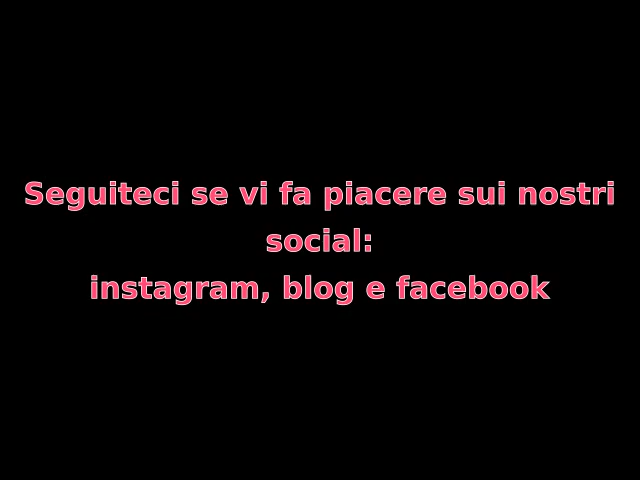 Seguiteci se vi fa piacere sui nostri
social:
instagram, blog e facebook